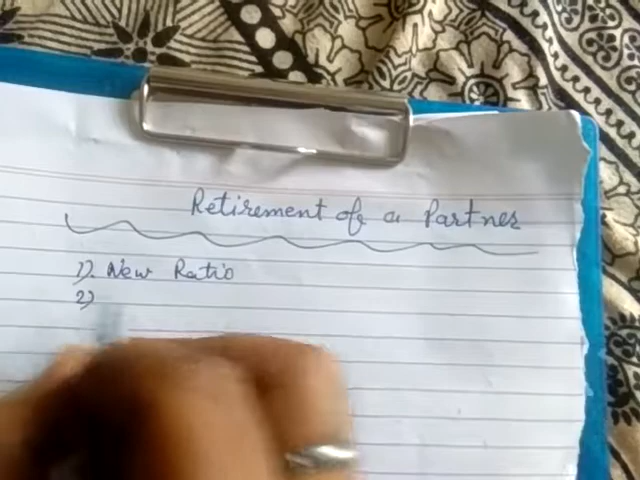 Retirement of a Partner
1). New Ratio
2)